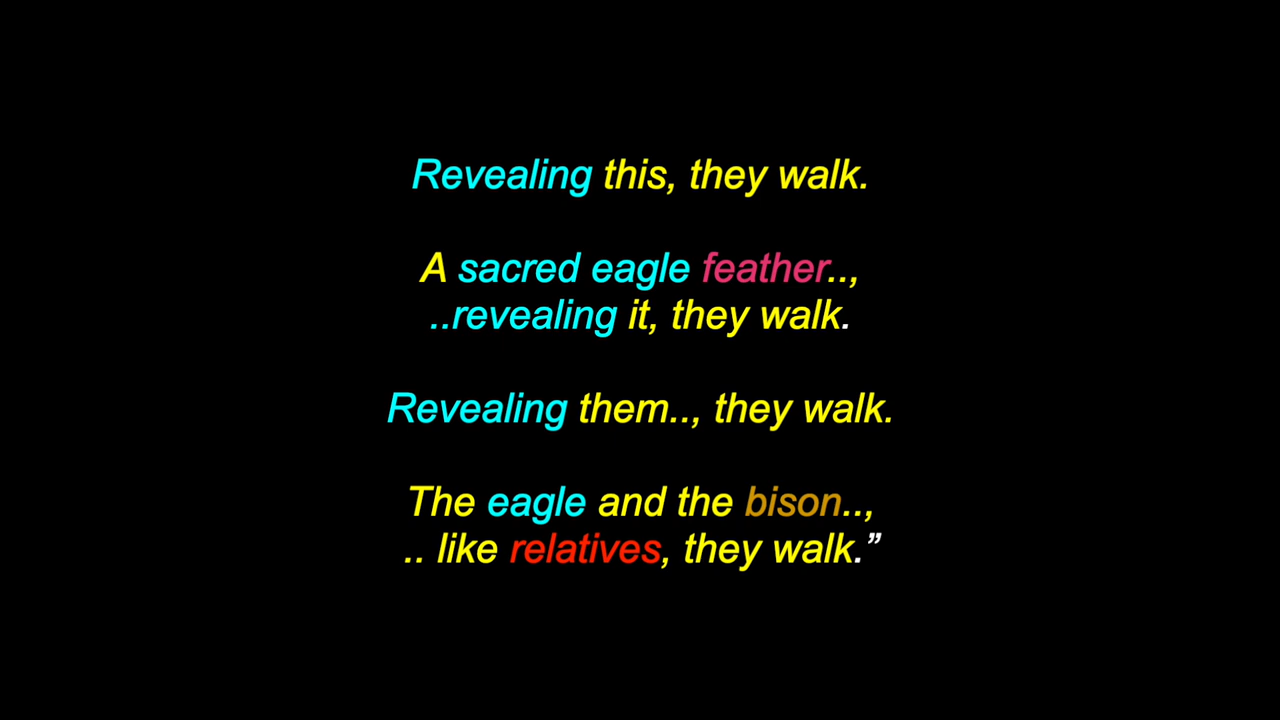 Revealing this, they walk.
A sacred eagle feather..,
..revealing it, they walk.
Revealing them.., they walk.
The eagle and the bison..,
.. like relatives, they walk.”